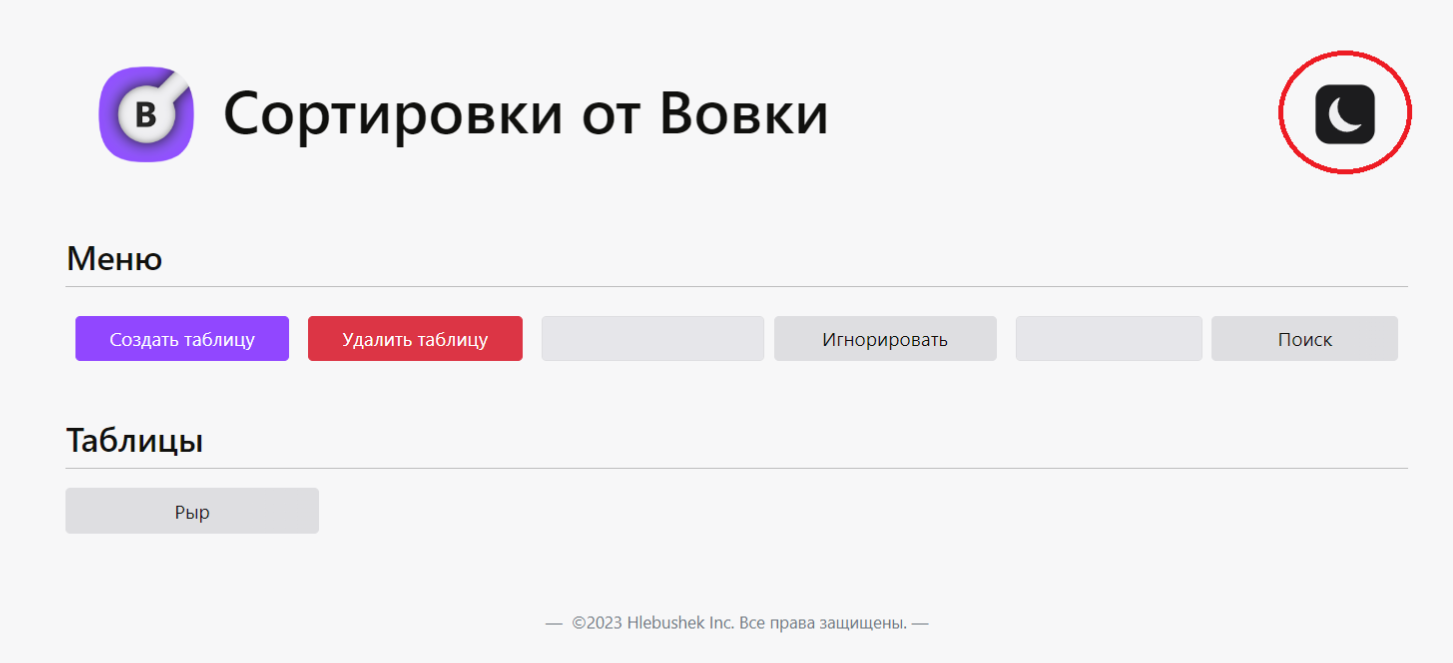 В
Сортировки от Вовки
Меню
Создать таблицу Удалить таблицу Игнорировать Поиск
Таблицы
Рыр
— ©2023 Hlebushek Inc. Все права защищены. —